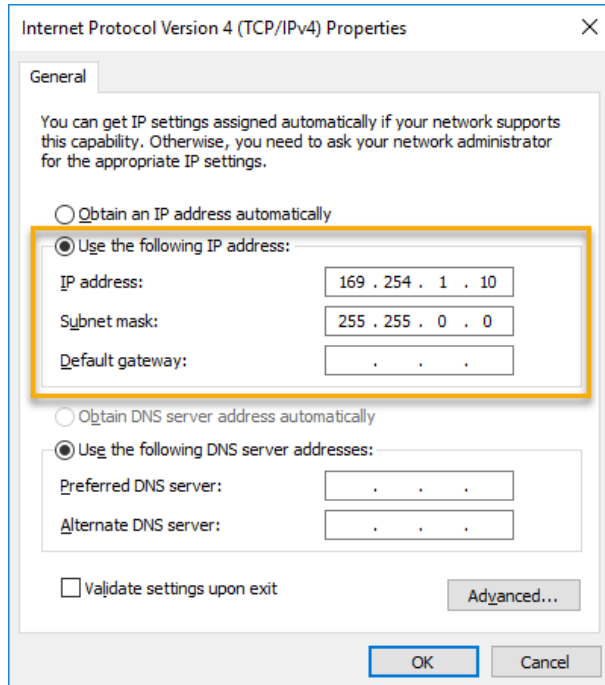 Internet Protocol Version 4 (TCP/IPv4) Properties
General
You can get IP settings assigned automatically if your network supports
this capability. Otherwise, you need to ask your network administrator
for the appropriate IP settings.
Obtain an IP address automatically
Use the following IP address:
IP address: 169 . 254 . 1 . 10
Subnet mask: 255 . 255 . 0 . 0
Default gateway: . . .
Obtain DNS server address automatically
Use the following DNS server addresses:
Preferred DNS server: . . .
Alternate DNS server: . . .
Validate settings upon exit
Advanced...
OK Cancel